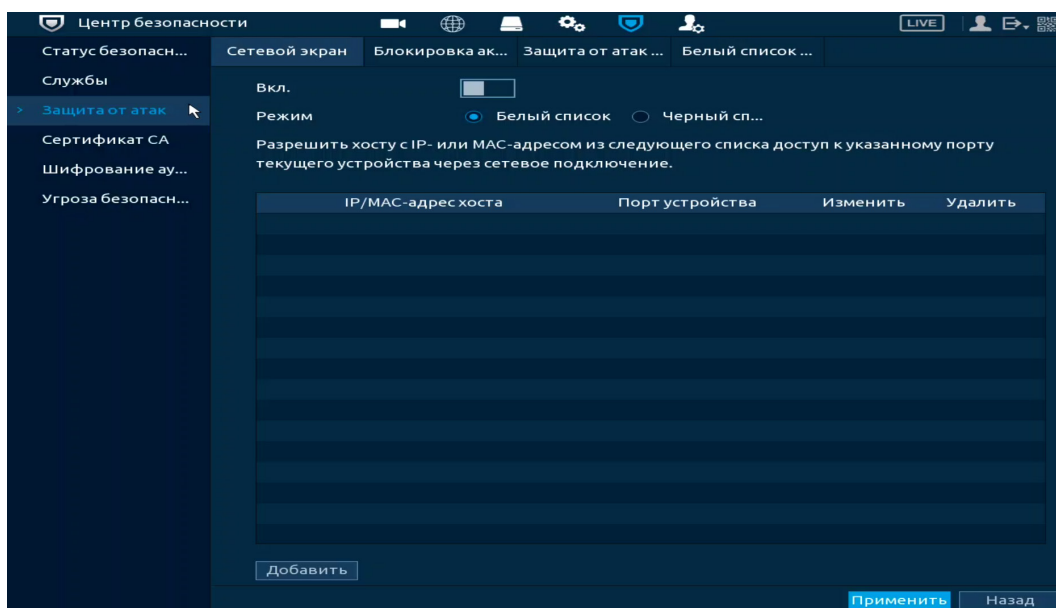 Центр безопасности
LIVE
Статус безопасн...
Службы
Защита от атак
Сертификат CA
Шифрование ау...
Угроза безопасн...
Сетевой экран
Блокировка ак...
Защита от атак ...
Белый список ...
Вкл.
Режим
Белый список
Черный сп...
Разрешить хосту с IP- или MAC-адресом из следующего списка доступ к указанному порту
текущего устройства через сетевое подключение.
IP/MAC-адрес хоста
Порт устройства
Изменить
Удалить
Добавить
Применить
Назад